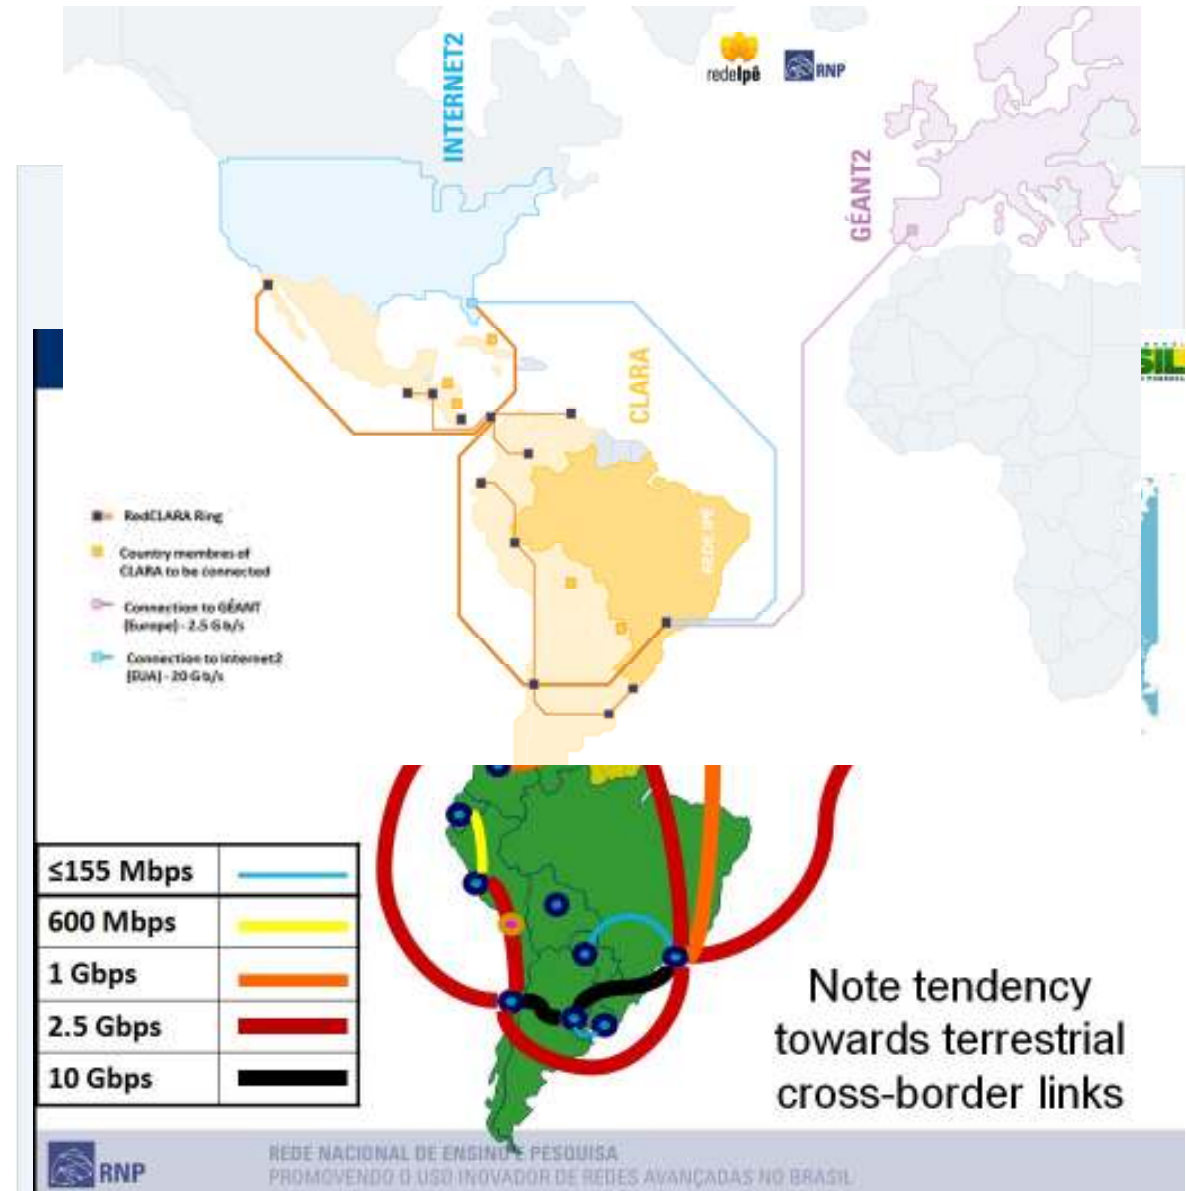 INTERNET2
redeIpê
RNP
GÉANT2
SIL
CLARA
REDE IPÊ
RedCLARA Ring
Country membres of
CLARA to be connected
Connection to GÉANT
(Europe) - 2.5 Gb/s
Connection to Internet2
(EUA) - 20 Gb/s
≤155 Mbps
600 Mbps
1 Gbps
2.5 Gbps
10 Gbps
Note tendency
towards terrestrial
cross-border links
RNP
REDE NACIONAL DE ENSINO E PESQUISA
PROMOVENDO O USO INOVADOR DE REDES AVANÇADAS NO BRASIL